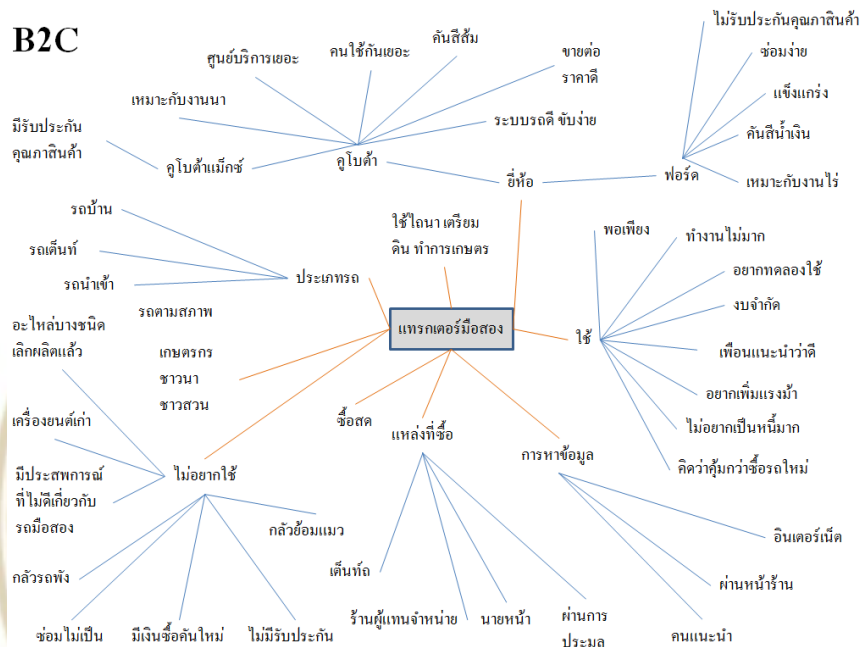 B2C
ไม่รับประกันคุณภาสินค้า
คันสีส้ม
ศูนย์บริการเยอะ
คนใช้กันเยอะ
ขายต่อ
ราคาดี
ซ่อมง่าย
เหมาะกับงานนา
แข็งแกร่ง
ระบบรถดี ขับง่าย
มีรับประกัน
คุณภาสินค้า
คันสีน้ำเงิน
คูโบต้าแม็กซ์
คูโบต้า
ยี่ห้อ
ฟอร์ด
เหมาะกับงานไร่
รถบ้าน
ใช้ไถนา เตรียม
ดิน ทำการเกษตร
พอเพียง
ทำงานไม่มาก
รถเต็นท์
อยากทดลองใช้
รถนำเข้า
ประเภทรถ
งบจำกัด
รถตามสภาพ
แทรกเตอร์มือสอง
ใช้
อะไหล่บางชนิด
เลิกผลิตแล้ว
เกษตรกร
ชาวนา
ชาวสวน
เพื่อนแนะนำว่าดี
อยากเพิ่มแรงม้า
เครื่องยนต์เก่า
ซื้อสด
แหล่งที่ซื้อ
ไม่อยากเป็นหนี้มาก
การหาข้อมูล
คิดว่าคุ้มกว่าซื้อรถใหม่
มีประสพการณ์
ที่ไม่ดีเกี่ยวกับ
รถมือสอง
ไม่อยากใช้
กลัวย้อมแมว
อินเตอร์เน็ต
กลัวรถพัง
เต็นท์ถ
ผ่านหน้าร้าน
ร้านผู้แทนจำหน่าย
นายหน้า
ผ่านการ
ประมูล
ซ่อมไม่เป็น
มีเงินซื้อคันใหม่
ไม่มีรับประกัน
คนแนะนำ